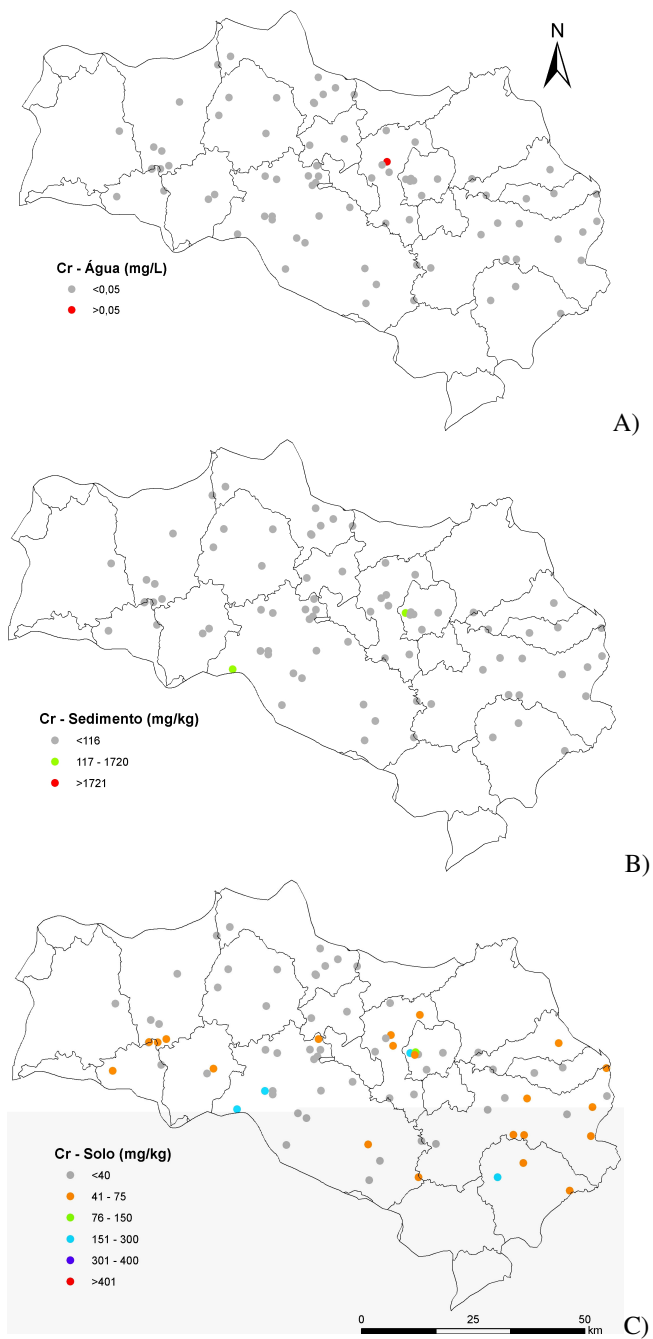 N
Cr - Água (mg/L)
<0,05
>0,05
A)
Cr - Sedimento (mg/kg)
<116
117 - 1720
>1721
B)
Cr - Solo (mg/kg)
<40
41 - 75
76 - 150
151 - 300
301 - 400
>401
0 25 50
km
C)